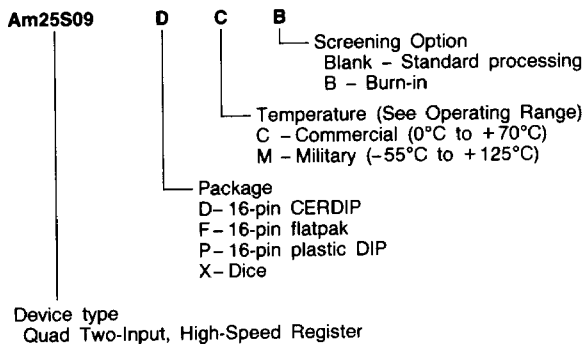 Am25S09 D C B
Screening Option
Blank – Standard processing
B – Burn-in
Temperature (See Operating Range)
C – Commercial (0°C to +70°C)
M – Military (–55°C to +125°C)
Package
D– 16-pin CERDIP
F – 16-pin flatpak
P – 16-pin plastic DIP
X– Dice
Device type
Quad Two-Input, High-Speed Register